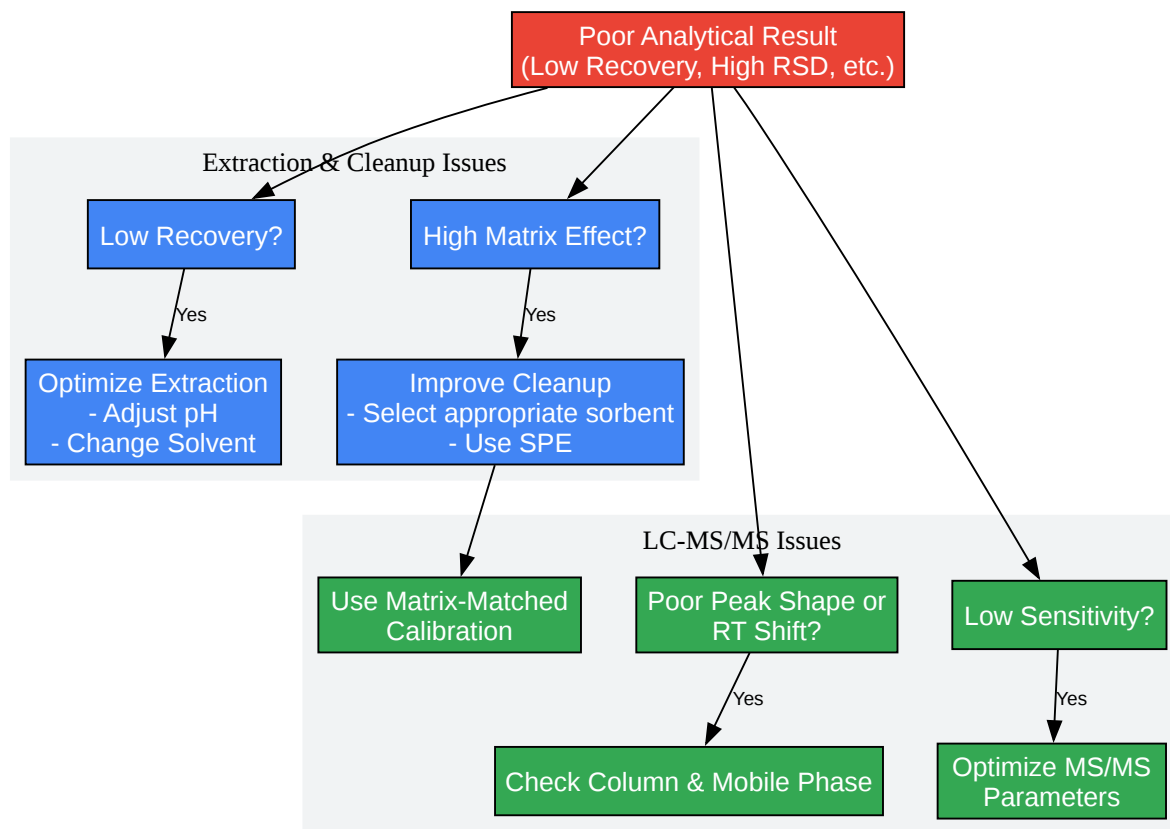 Poor Analytical Result
(Low Recovery, High RSD, etc.)
Extraction & Cleanup Issues
Low Recovery?
High Matrix Effect?
Yes
Yes
Optimize Extraction
- Adjust pH
- Change Solvent
Improve Cleanup
- Select appropriate sorbent
- Use SPE
LC-MS/MS Issues
Use Matrix-Matched
Calibration
Poor Peak Shape or
RT Shift?
Low Sensitivity?
Yes
Yes
Check Column & Mobile Phase
Optimize MS/MS
Parameters